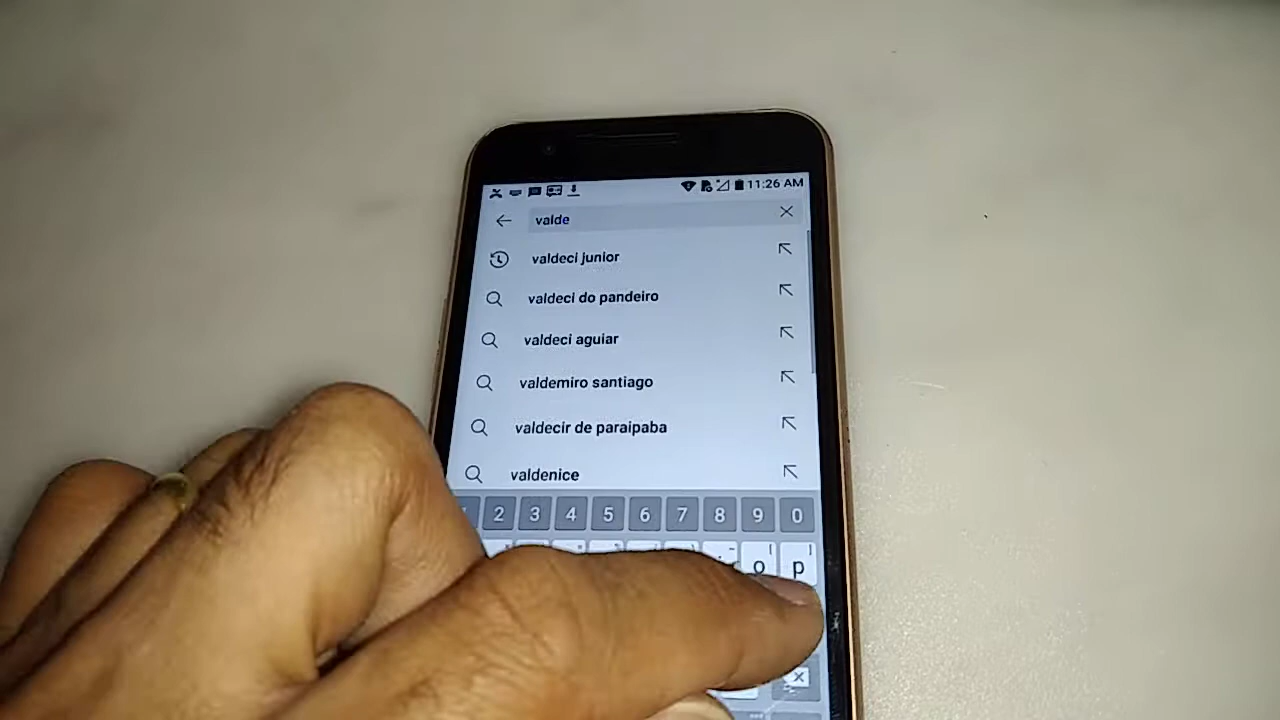 11:26 AM
valde
valdeci junior
valdeci do pandeiro
valdeci aguiar
valdemiro santiago
valdecir de paraipaba
valdenice
2 3 4 5 6 7 8 9 0
o p